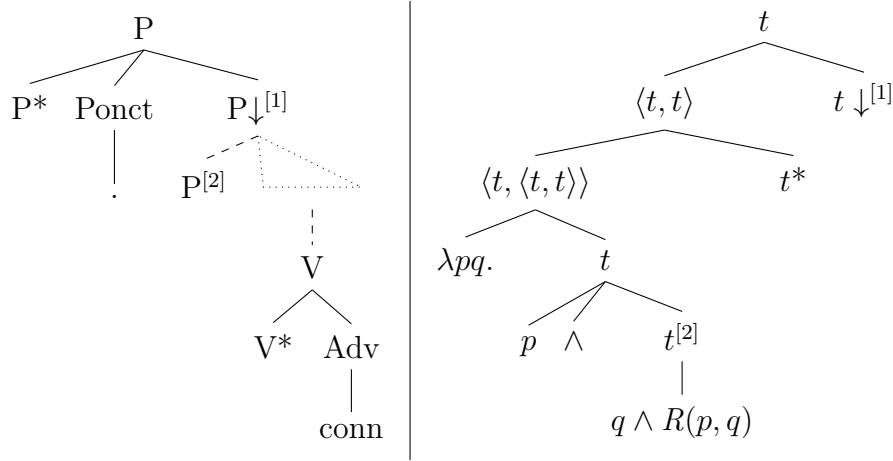 P
P* Ponct P↓[1]
. P[2]
V
V* Adv
conn
t
⟨t, t⟩ t ↓[1]
⟨t, ⟨t, t⟩⟩ t*
λpq. t
p ∧ t[2]
q ∧ R(p, q)